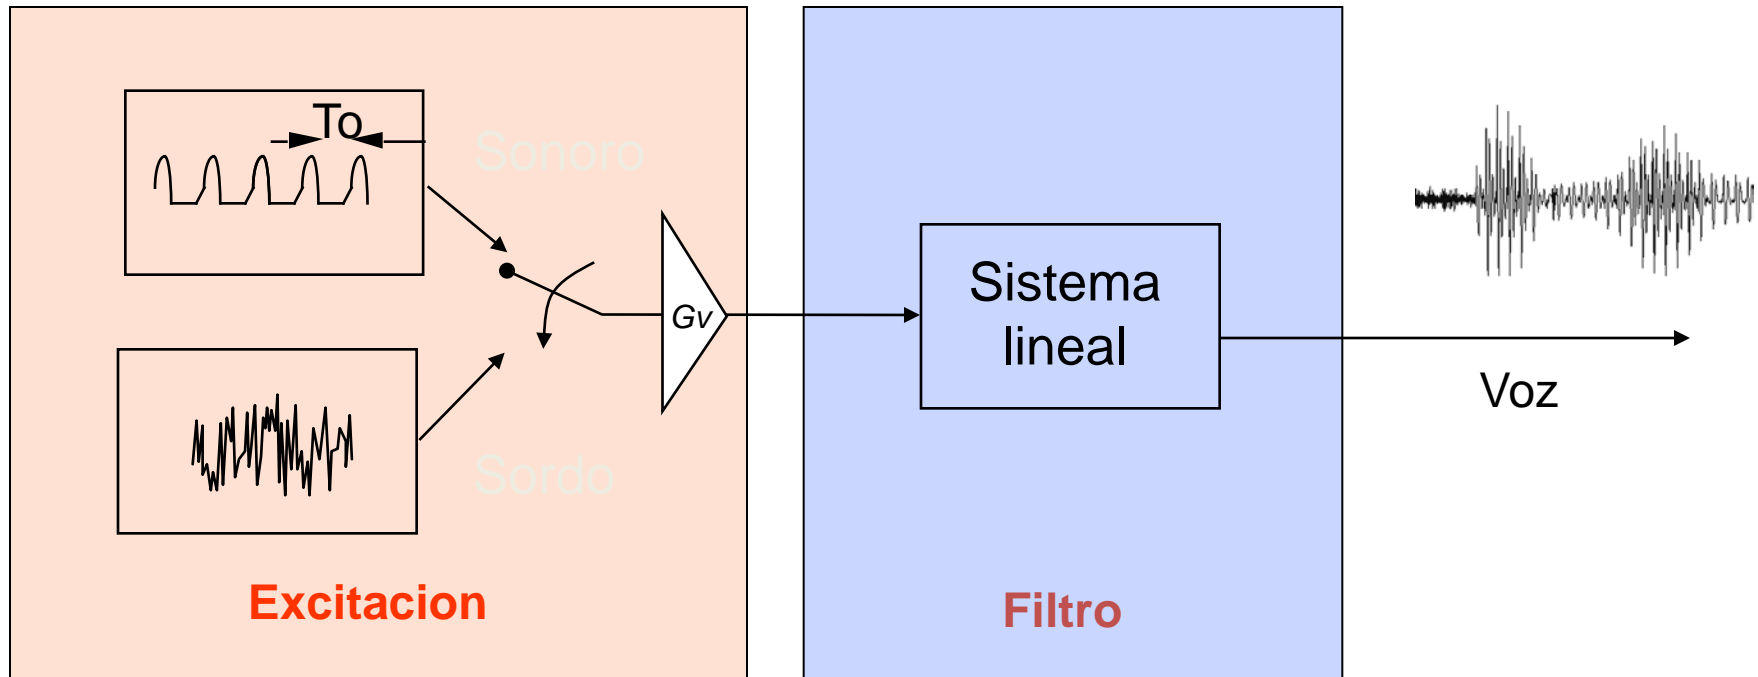 To
Sonoro
Gv
Sordo
Excitacion
Sistema
lineal
Filtro
Voz